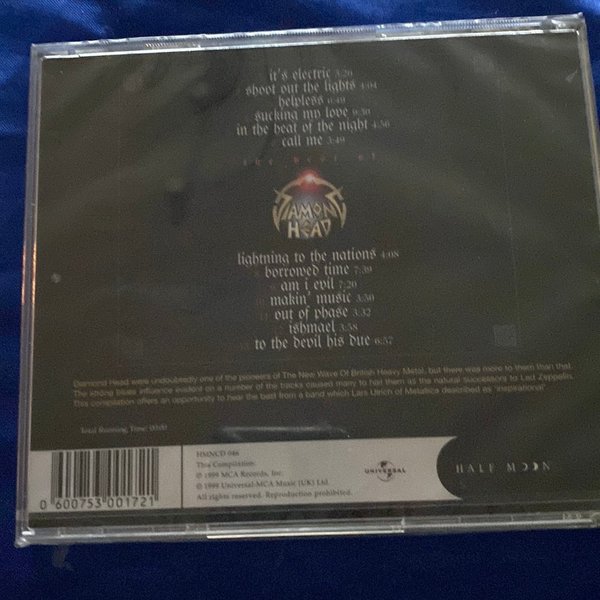 it's electric 3:26
shoot out the lights 4:04
helpless 6:49
sucking my love 9:30
in the heat of the night 4:56
call me 3:49
the best of
DIAMOND
HEAD
lightning to the nations 4:08
borrowed time 7:39
am i evil 7:20
10 makin' music 3:50
11 out of phase 3:32
ishmael 3:58
to the devil his due 6:57
Diamond Head were undoubtedly one of the pioneers of The New Wave Of British Heavy Metal, but there was more to them than that.
The strong blues influence evident on a number of the tracks caused many to hail them as the natural successors to Led Zeppelin.
This compilation offers an opportunity to hear the best from a band which Lars Ulrich of Metallica described as "inspirational"
Total Running Time: 00:00
HMNCD 046
This Compilation:
℗ 1999 MCA Records, Inc.
© 1999 Universal-MCA Music (UK) Ltd.
All rights reserved. Reproduction prohibited.
UNIVERSAL
HALF MOON
0 600753 001721